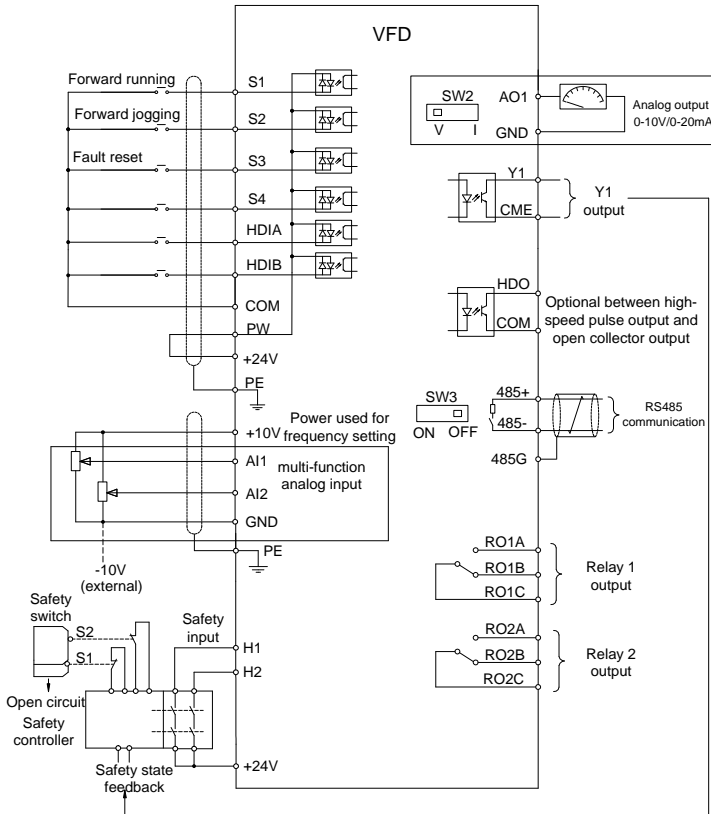 VFD
Forward running
S1
Forward jogging
S2
Fault reset
S3
S4
HDIA
HDIB
COM
PW
+24V
PE
SW2
V I
AO1
GND
Analog output
0-10V/0-20mA
Y1
CME
Y1
output
HDO
COM
Optional between high-
speed pulse output and
open collector output
SW3
ON OFF
485+
485-
485G
RS485
communication
Power used for
frequency setting
+10V
AI1
multi-function
analog input
AI2
GND
PE
-10V
(external)
RO1A
RO1B
RO1C
Relay 1
output
RO2A
RO2B
RO2C
Relay 2
output
Safety
switch
S2
S1
Open circuit
Safety
controller
Safety
input
H1
H2
+24V
Safety state
feedback